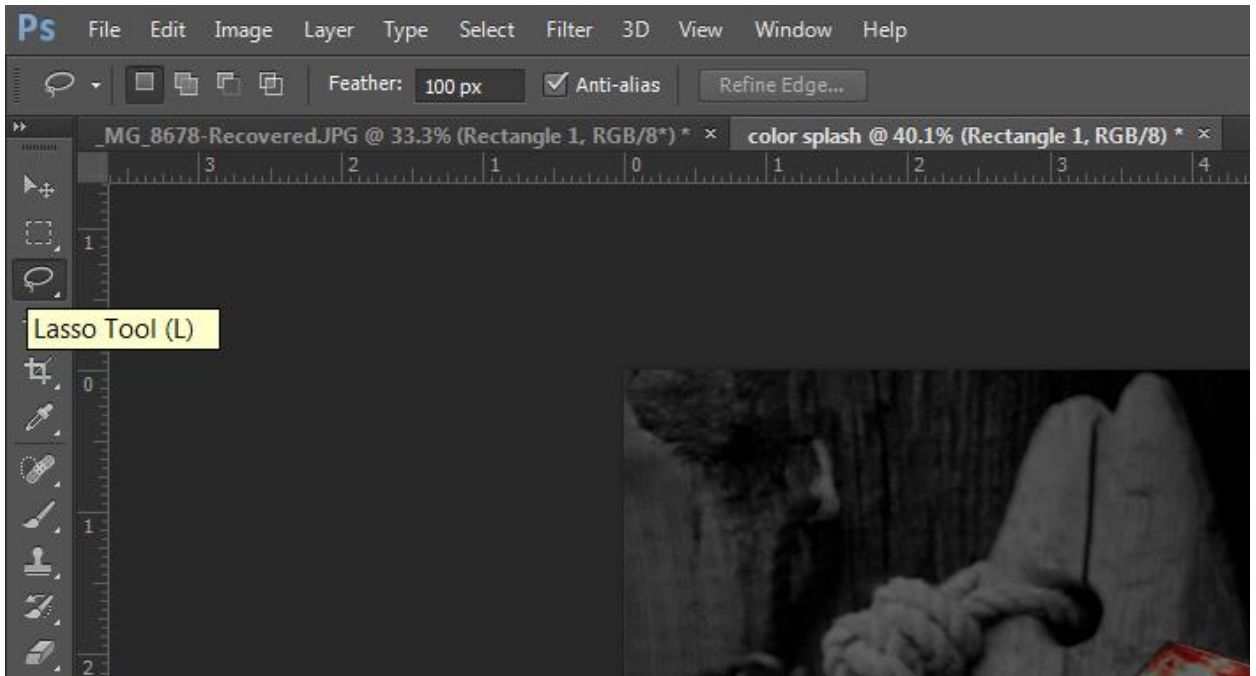 Ps File Edit Image Layer Type Select Filter 3D View Window Help
Feather: 100 px Anti-alias Refine Edge...
_MG_8678-Recovered.JPG @ 33.3% (Rectangle 1, RGB/8*) * × color splash @ 40.1% (Rectangle 1, RGB/8) * ×
3 2 1 0 1 2 3 4
1
Lasso Tool (L)
0
1
2